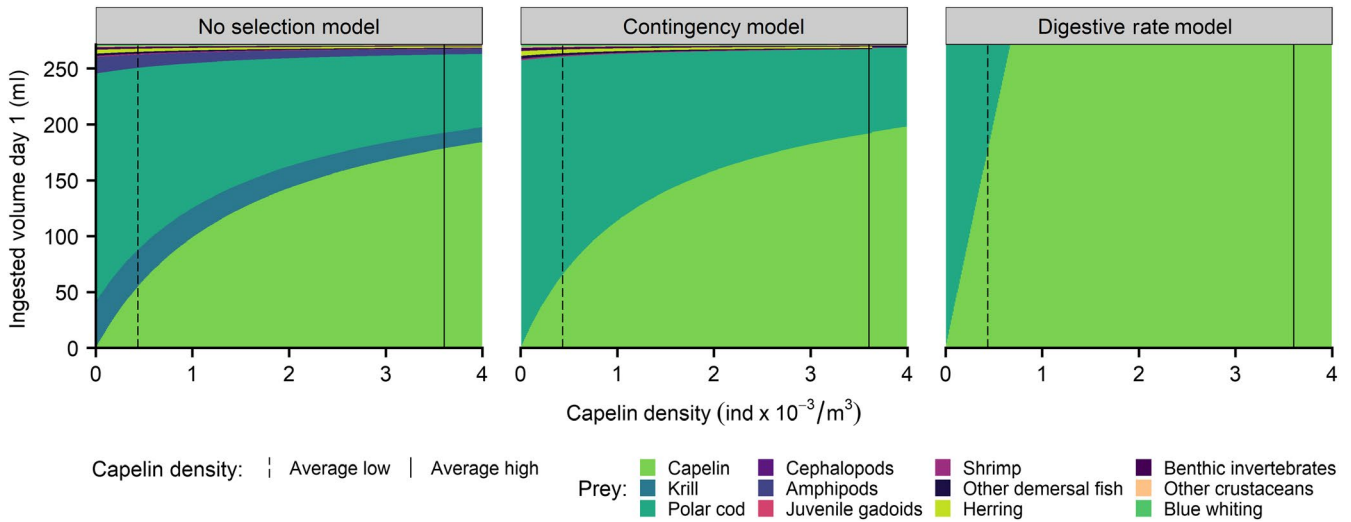 No selection model
Contingency model
Digestive rate model
Ingested volume day 1 (ml)
250
200
150
100
50
0
0 1 2 3 4
0 1 2 3 4
0 1 2 3 4
Capelin density (ind x 10⁻³/m³)
Capelin density: Average low Average high
Prey:
Capelin
Krill
Polar cod
Cephalopods
Amphipods
Juvenile gadoids
Shrimp
Other demersal fish
Herring
Benthic invertebrates
Other crustaceans
Blue whiting